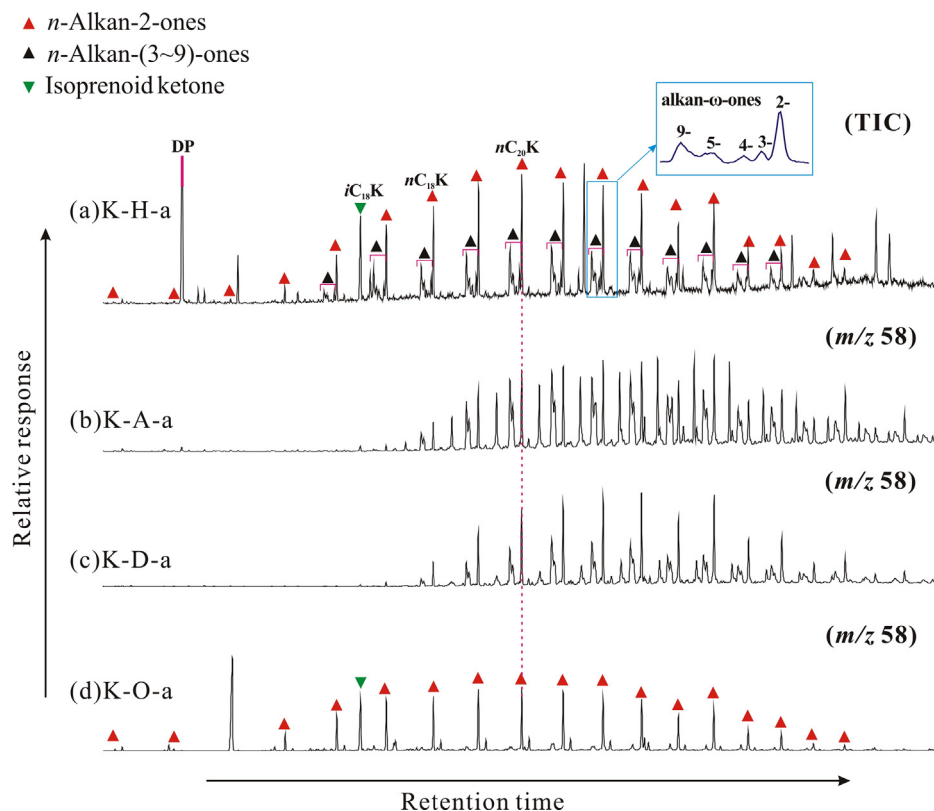 n-Alkan-2-ones
n-Alkan-(3~9)-ones
Isoprenoid ketone
alkan-ω-ones
2-
9-
5-
4-
3-
(TIC)
DP
iC₁₈K
nC₁₈K
nC₂₀K
(a)K-H-a
(m/z 58)
(b)K-A-a
(m/z 58)
(c)K-D-a
(m/z 58)
(d)K-O-a
Relative response
Retention time